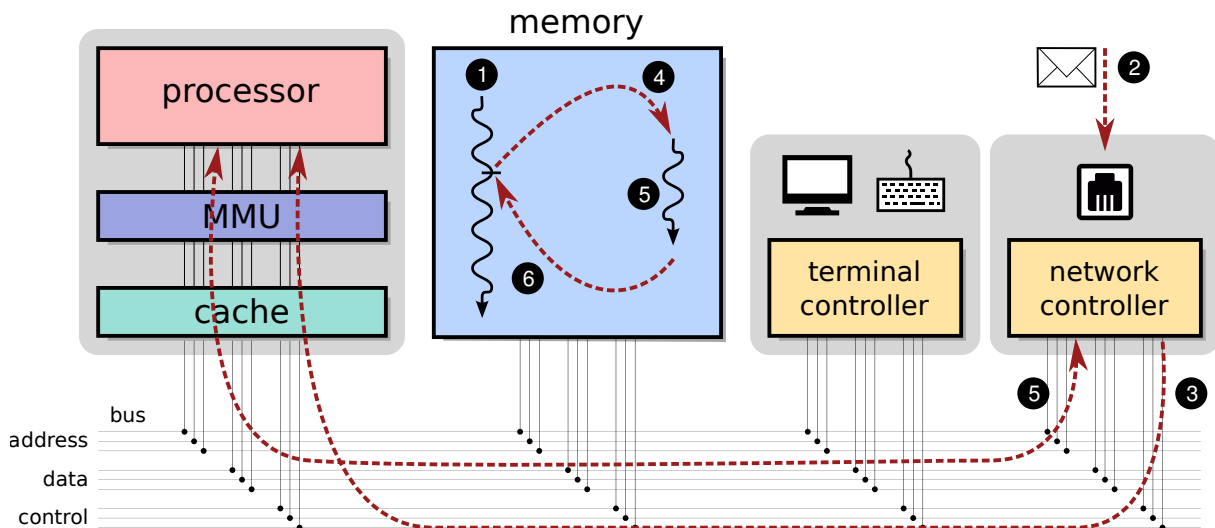 memory
processor
MMU
cache
1
4
5
6
2
terminal
controller
network
controller
5
3
bus
address
data
control